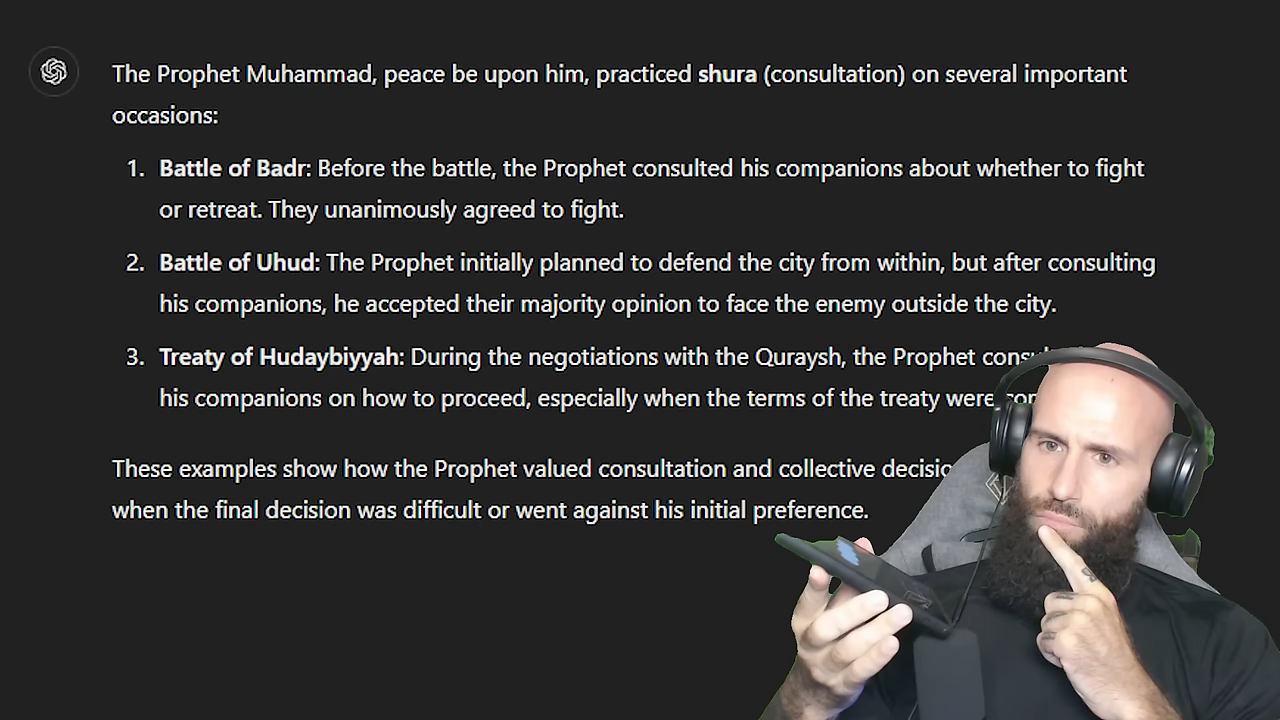 The Prophet Muhammad, peace be upon him, practiced shura (consultation) on several important
occasions:
1. Battle of Badr: Before the battle, the Prophet consulted his companions about whether to fight
or retreat. They unanimously agreed to fight.
2. Battle of Uhud: The Prophet initially planned to defend the city from within, but after consulting
his companions, he accepted their majority opinion to face the enemy outside the city.
3. Treaty of Hudaybiyyah: During the negotiations with the Quraysh, the Prophet
his companions on how to proceed, especially when the terms of the treaty were
These examples show how the Prophet valued consultation and collective
when the final decision was difficult or went against his initial preference.